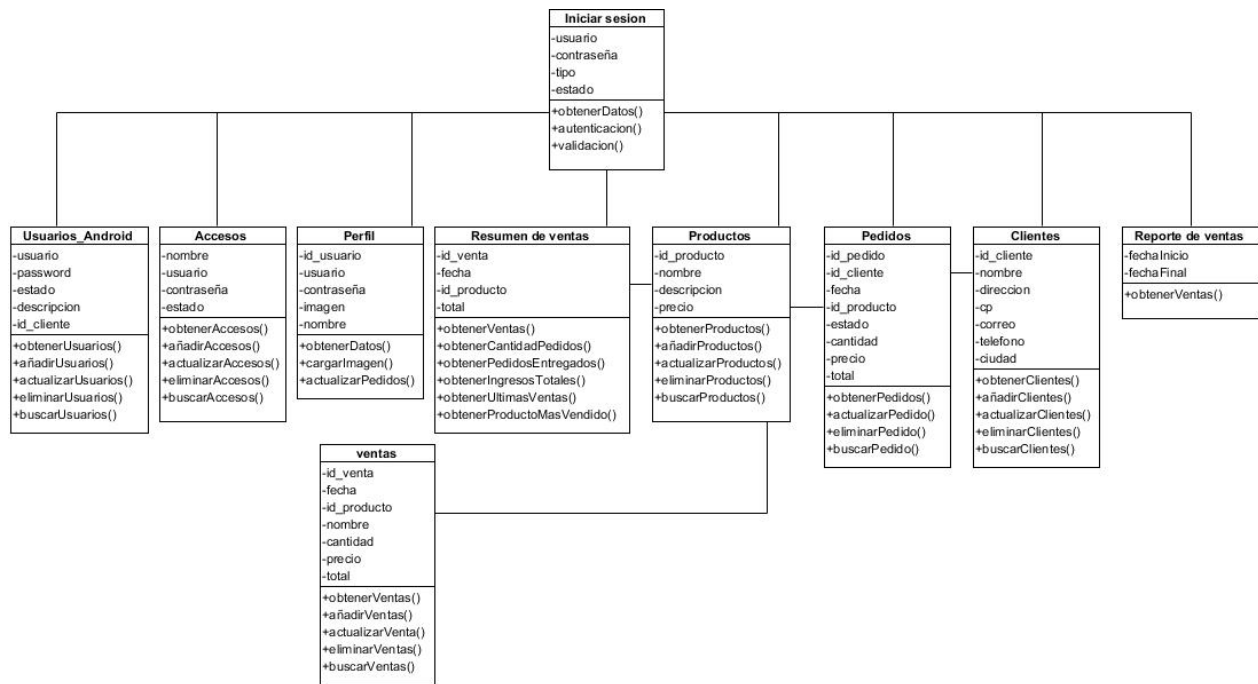 Iniciar sesion
-usuario
-contraseña
-tipo
-estado
+obtenerDatos()
+autenticacion()
+validacion()
Usuarios_Android
-usuario
-password
-estado
-descripcion
-id_cliente
+obtenerUsuarios()
+añadirUsuarios()
+actualizarUsuarios()
+eliminarUsuarios()
+buscarUsuarios()
Accesos
-nombre
-usuario
-contraseña
-estado
+obtenerAccesos()
+añadirAccesos()
+actualizarAccesos()
+eliminarAccesos()
+buscarAccesos()
Perfil
-id_usuario
-usuario
-contraseña
-imagen
-nombre
+obtenerDatos()
+cargarImagen()
+actualizarPedidos()
Resumen de ventas
-id_venta
-fecha
-id_producto
-total
+obtenerVentas()
+obtenerCantidadPedidos()
+obtenerPedidosEntregados()
+obtenerIngresosTotales()
+obtenerUltimasVentas()
+obtenerProductoMasVendido()
Productos
-id_producto
-nombre
-descripcion
-precio
+obtenerProductos()
+añadirProductos()
+actualizarProductos()
+eliminarProductos()
+buscarProductos()
Pedidos
-id_pedido
-id_cliente
-fecha
-id_producto
-estado
-cantidad
-precio
-total
+obtenerPedidos()
+actualizarPedido()
+eliminarPedido()
+buscarPedido()
Clientes
-id_cliente
-nombre
-direccion
-cp
-correo
-telefono
-ciudad
+obtenerClientes()
+añadirClientes()
+actualizarClientes()
+eliminarClientes()
+buscarClientes()
Reporte de ventas
-fechaInicio
-fechaFinal
+obtenerVentas()
ventas
-id_venta
-fecha
-id_producto
-nombre
-cantidad
-precio
-total
+obtenerVentas()
+añadirVentas()
+actualizarVenta()
+eliminarVentas()
+buscarVentas()